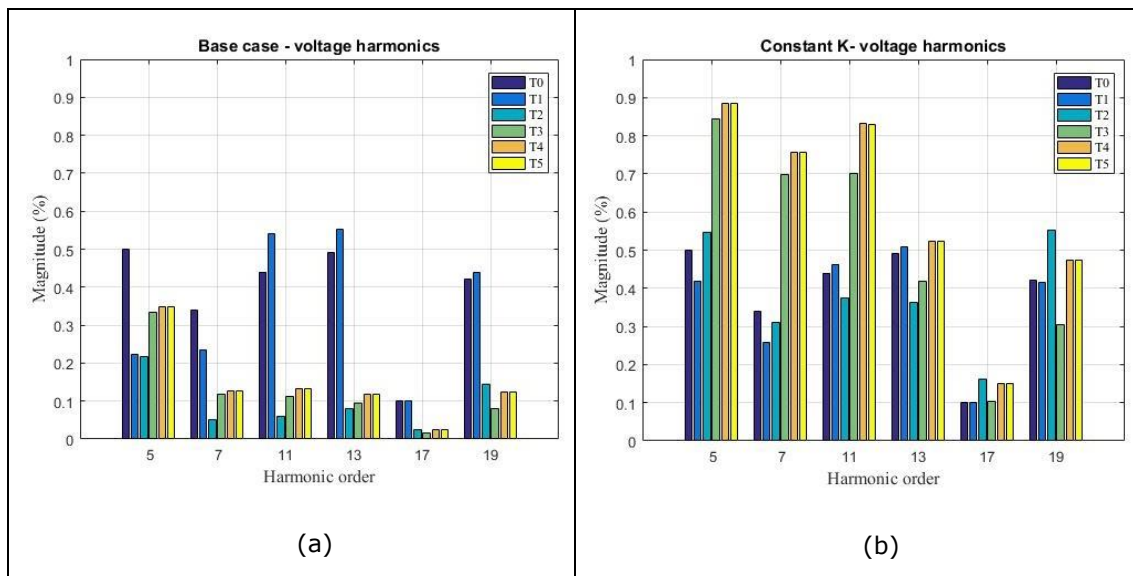 Base case - voltage harmonics
1
0.9
0.8
0.7
0.6
0.5
0.4
0.3
0.2
0.1
0
Magnitude (%)
T0
T1
T2
T3
T4
T5
5 7 11 13 17 19
Harmonic order
(a)
Constant K- voltage harmonics
1
0.9
0.8
0.7
0.6
0.5
0.4
0.3
0.2
0.1
0
Magnitude (%)
T0
T1
T2
T3
T4
T5
5 7 11 13 17 19
Harmonic order
(b)